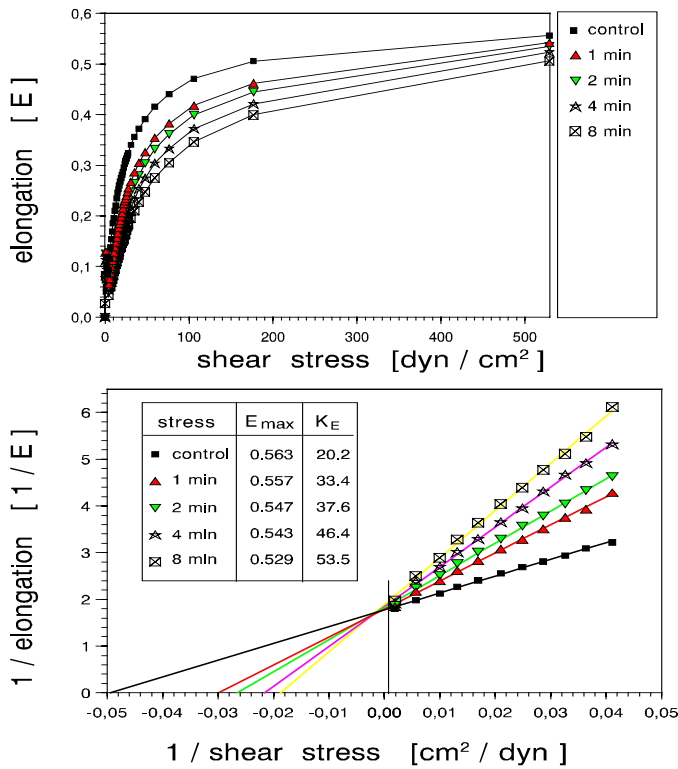 elongation [ E ]
0,6
0,5
0,4
0,3
0,2
0,1
0,0
0 100 200 300 400 500
shear stress [dyn / cm²]
control
1 min
2 min
4 min
8 min
1 / elongation [ 1 / E ]
6
5
4
3
2
1
0
stress Emax KE
control 0.563 20.2
1 min 0.557 33.4
2 min 0.547 37.6
4 mln 0.543 46.4
8 mln 0.529 53.5
-0,05 -0,04 -0,03 -0,02 -0,01 0,00 0,01 0,02 0,03 0,04 0,05
1 / shear stress [cm² / dyn]